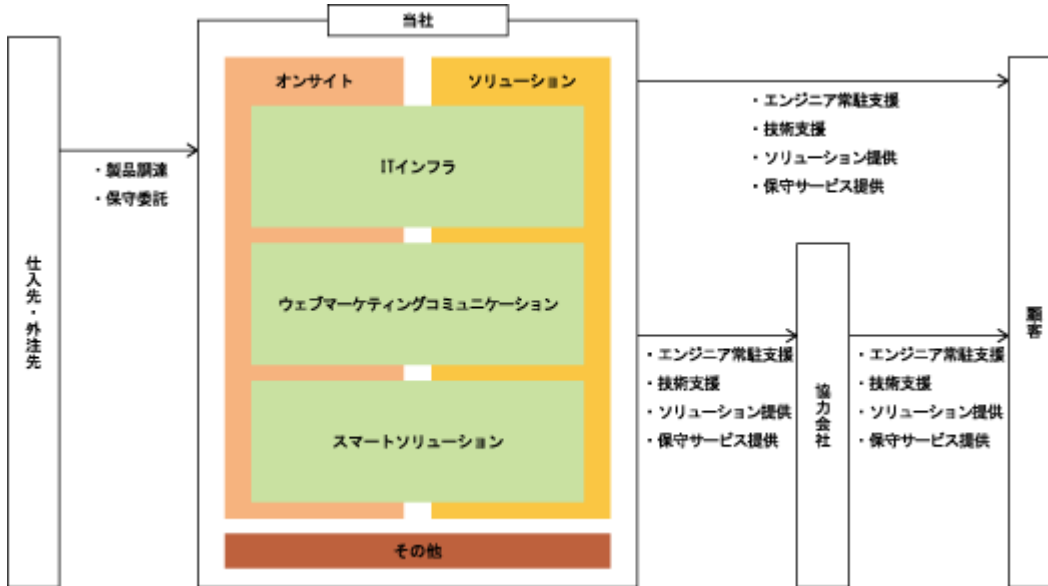 当社
オンサイト
ソリューション
ITインフラ
ウェブマーケティングコミュニケーション
スマートソリューション
その他
仕入先・外注先
・製品調達
・保守委託
・エンジニア常駐支援
・技術支援
・ソリューション提供
・保守サービス提供
・エンジニア常駐支援
・技術支援
・ソリューション提供
・保守サービス提供
協力会社
・エンジニア常駐支援
・技術支援
・ソリューション提供
・保守サービス提供
顧客